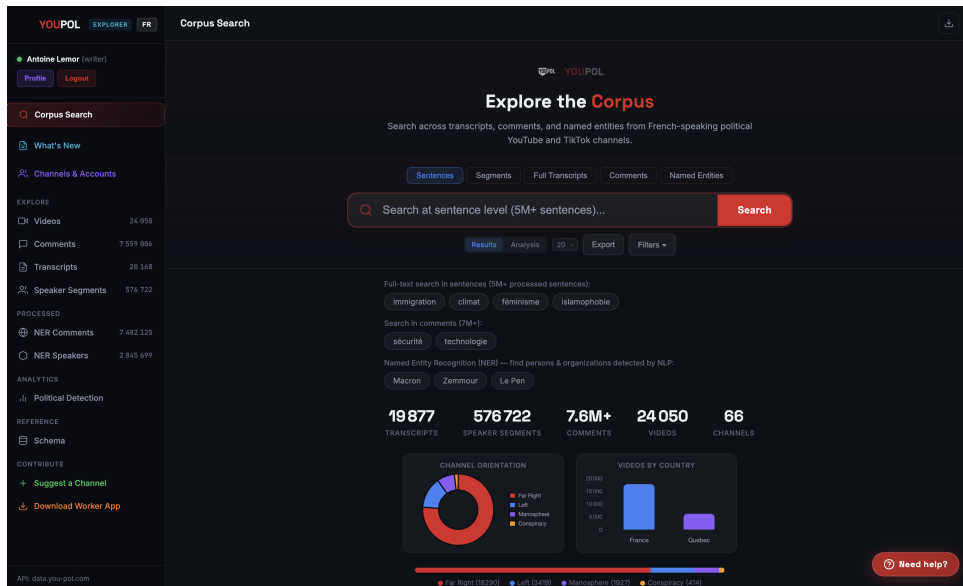 YOUPOL EXPLORER FR
Antoine Lemor (writer)
Profile Logout
Corpus Search
What's New
Channels & Accounts
EXPLORE
Videos 24 050
Comments 7 559 006
Transcripts 20 168
Speaker Segments 576 722
PROCESSED
NER Comments 7 482 125
NER Speakers 2 845 699
ANALYTICS
Political Detection
REFERENCE
Schema
CONTRIBUTE
Suggest a Channel
Download Worker App
API: data.you-pol.com
Corpus Search
YOUPOL
Explore the Corpus
Search across transcripts, comments, and named entities from French-speaking political
YouTube and TikTok channels.
Sentences Segments Full Transcripts Comments Named Entities
Search at sentence level (5M+ sentences)... Search
Results Analysis 20 Export Filters
Full-text search in sentences (5M+ processed sentences):
immigration climat féminisme islamophobie
Search in comments (7M+):
sécurité technologie
Named Entity Recognition (NER) — find persons & organizations detected by NLP:
Macron Zemmour Le Pen
19 877 576 722 7.6M+ 24 050 66
TRANSCRIPTS SPEAKER SEGMENTS COMMENTS VIDEOS CHANNELS
CHANNEL ORIENTATION
Far Right
Left
Manosphere
Conspiracy
VIDEOS BY COUNTRY
20 000
15 000
10 000
5 000
0
France Quebec
Far Right (18290) Left (3419) Manosphere (1927) Conspiracy (414)
Need help?